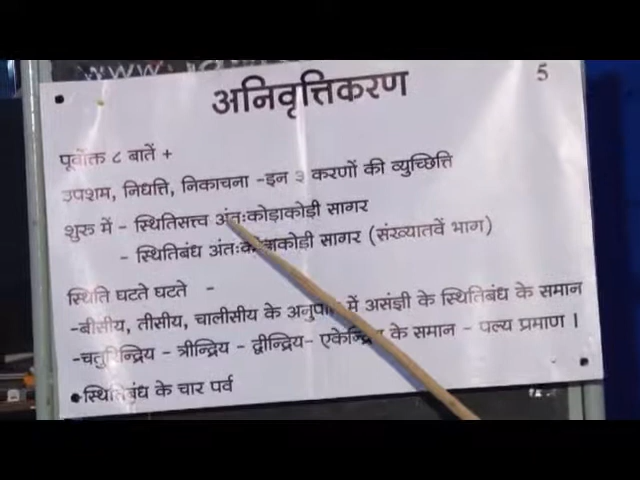 5
अनिवृत्तिकरण
पूर्वोक्त ८ बातें +
उपशम, निधत्ति, निकाचना -इन ३ करणों की व्युच्छित्ति
शुरु में - स्थितिसत्त्व अंतःकोड़ाकोड़ी सागर
- स्थितिबंध अंतःकोड़ाकोड़ी सागर (संख्यातवें भाग)
स्थिति घटते घटते -
-बीसीय, तीसीय, चालीसीय के अनुपात में असंज्ञी के स्थितिबंध के समान
-चतुरिन्द्रिय - त्रीन्द्रिय - द्वीन्द्रिय- एकेन्द्रिय के समान - पल्य प्रमाण ।
•स्थितिबंध के चार पर्व